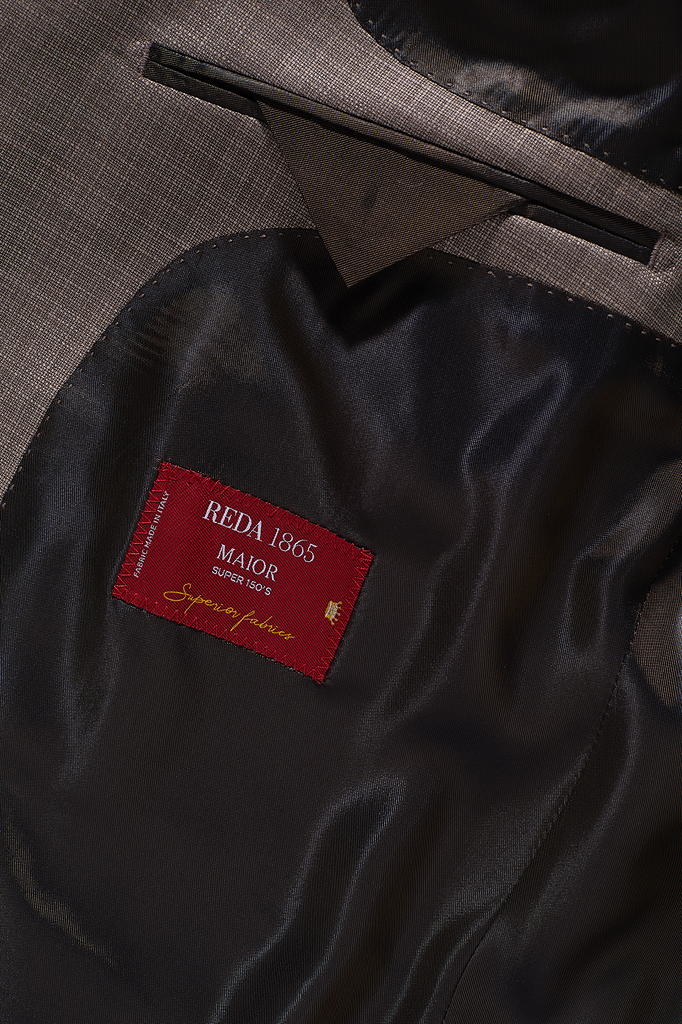 FABRIC MADE IN ITALY
REDA 1865
MAIOR
SUPER 150'S
Superior fabrics